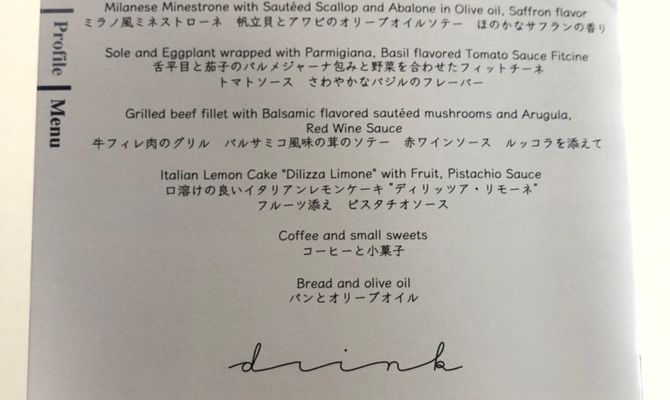 Profile
Menu
Milanese Minestrone with Sautéed Scallop and Abalone in Olive oil, Saffron flavor
ミラノ風ミネストローネ　帆立貝とアワビのオリーブオイルソテー　ほのかなサフランの香り
Sole and Eggplant wrapped with Parmigiana, Basil flavored Tomato Sauce Fitcine
舌平目と茄子のパルメジャーナ包みと野菜を合わせたフィットチーネ
トマトソース　さわやかなバジルのフレーバー
Grilled beef fillet with Balsamic flavored sautéed mushrooms and Arugula,
Red Wine Sauce
牛フィレ肉のグリル　バルサミコ風味の茸のソテー　赤ワインソース　ルッコラを添えて
Italian Lemon Cake "Dilizza Limone" with Fruit, Pistachio Sauce
口溶けの良いイタリアンレモンケーキ "ディリッツア・リモーネ"
フルーツ添え　ピスタチオソース
Coffee and small sweets
コーヒーと小菓子
Bread and olive oil
パンとオリーブオイル
drink